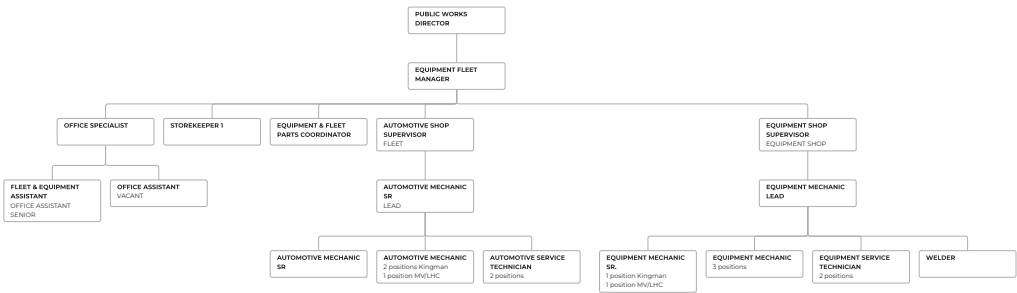 PUBLIC WORKS
DIRECTOR
EQUIPMENT FLEET
MANAGER
OFFICE SPECIALIST
STOREKEEPER 1
EQUIPMENT & FLEET
PARTS COORDINATOR
AUTOMOTIVE SHOP
SUPERVISOR
FLEET
EQUIPMENT SHOP
SUPERVISOR
EQUIPMENT SHOP
FLEET & EQUIPMENT
ASSISTANT
OFFICE ASSISTANT
SENIOR
OFFICE ASSISTANT
VACANT
AUTOMOTIVE MECHANIC
SR
LEAD
EQUIPMENT MECHANIC
LEAD
AUTOMOTIVE MECHANIC
SR
AUTOMOTIVE MECHANIC
2 positions Kingman
1 position MV/LHC
AUTOMOTIVE SERVICE
TECHNICIAN
2 positions
EQUIPMENT MECHANIC
SR.
1 position Kingman
1 position MV/LHC
EQUIPMENT MECHANIC
3 positions
EQUIPMENT SERVICE
TECHNICIAN
2 positions
WELDER